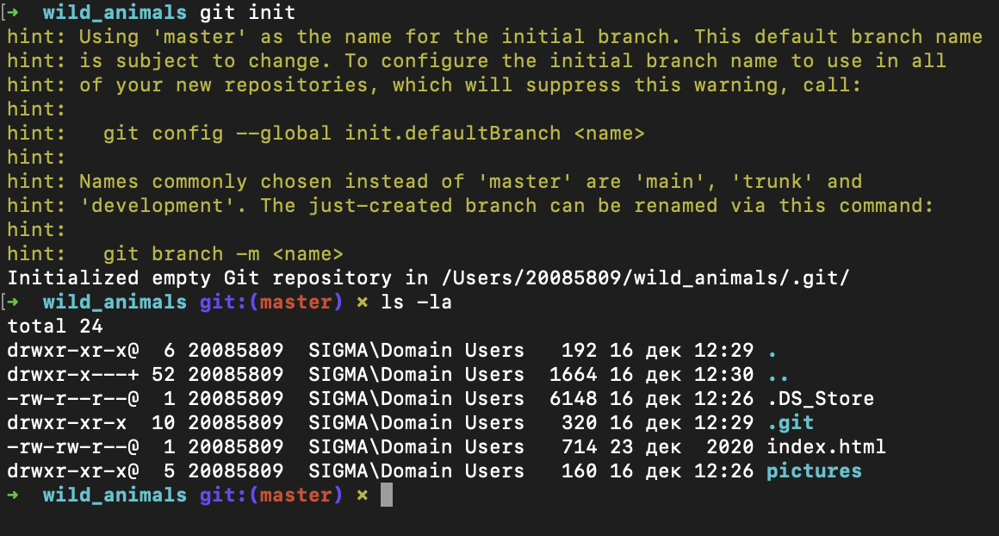 [➜  wild_animals git init
hint: Using 'master' as the name for the initial branch. This default branch name
hint: is subject to change. To configure the initial branch name to use in all
hint: of your new repositories, which will suppress this warning, call:
hint:
hint:   git config --global init.defaultBranch <name>
hint:
hint: Names commonly chosen instead of 'master' are 'main', 'trunk' and
hint: 'development'. The just-created branch can be renamed via this command:
hint:
hint:   git branch -m <name>
Initialized empty Git repository in /Users/20085809/wild_animals/.git/
[➜  wild_animals git:(master) ✗ ls -la
total 24
drwxr-xr-x@  6 20085809  SIGMA\Domain Users   192 16 дек 12:29 .
drwxr-x---+ 52 20085809  SIGMA\Domain Users  1664 16 дек 12:30 ..
-rw-r--r--@  1 20085809  SIGMA\Domain Users  6148 16 дек 12:26 .DS_Store
drwxr-xr-x  10 20085809  SIGMA\Domain Users   320 16 дек 12:29 .git
-rw-rw-r--@  1 20085809  SIGMA\Domain Users   714 23 дек  2020 index.html
drwxr-xr-x@  5 20085809  SIGMA\Domain Users   160 16 дек 12:26 pictures
➜  wild_animals git:(master) ✗